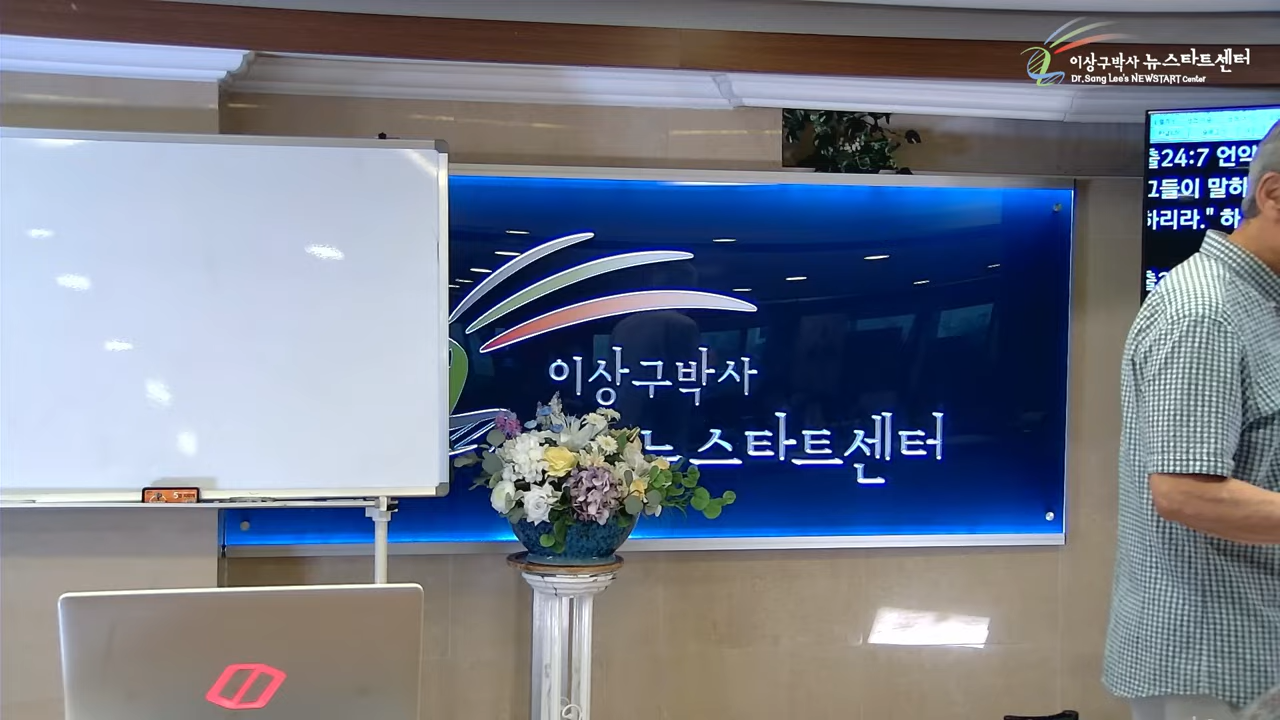 이상구박사 뉴스타트센터
Dr. Sang Lee's NEWSTART Center
출24:7 언약
그들이 말하
하리라." 하
이상구박사
뉴스타트센터